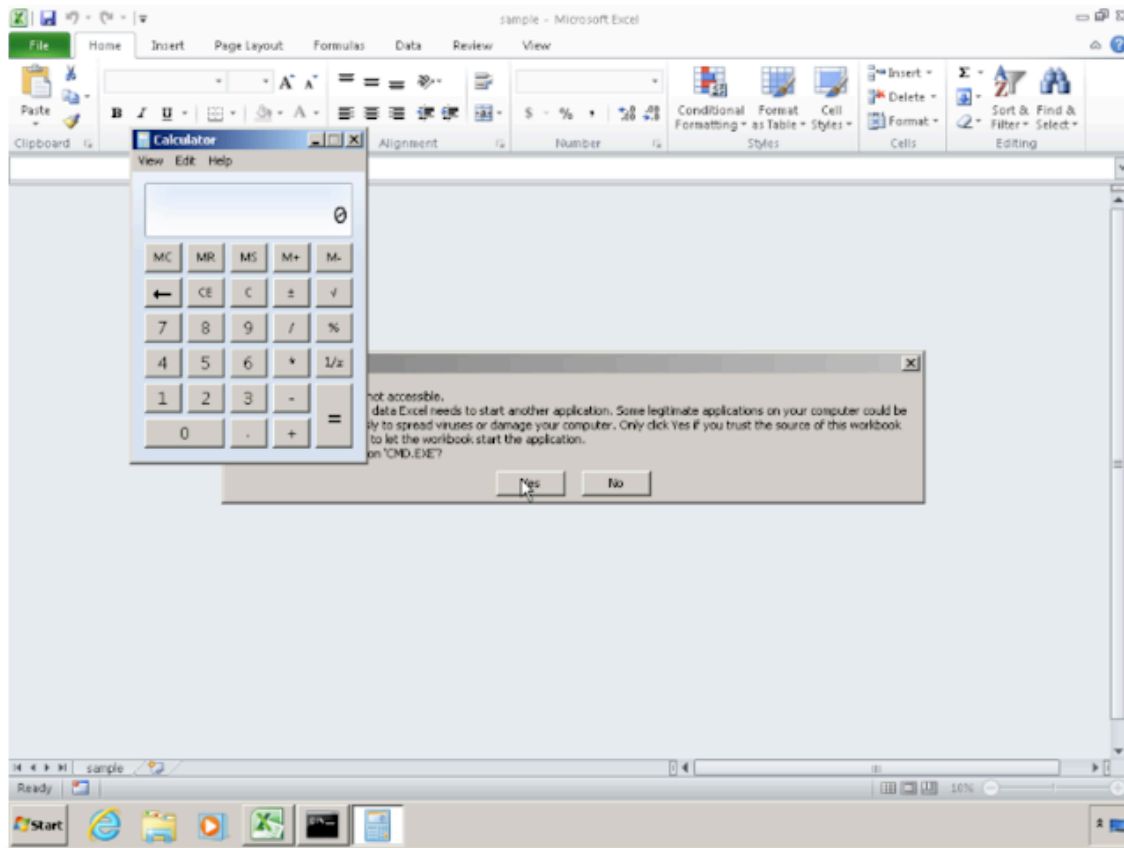 sample - Microsoft Excel
File Home Insert Page Layout Formulas Data Review View
Paste
B I U
A A
$ % ,
Conditional Formatting
Format as Table
Cell Styles
Insert
Delete
Format
Σ
Sort & Filter
Find & Select
Clipboard Alignment Number Styles Cells Editing
Calculator
View Edit Help
0
MC MR MS M+ M-
← CE C ± √
7 8 9 / %
4 5 6 * 1/x
1 2 3 - =
0 . +
not accessible.
data Excel needs to start another application. Some legitimate applications on your computer could be
ly to spread viruses or damage your computer. Only click Yes if you trust the source of this workbook
to let the workbook start the application.
on 'CMD.EXE'?
Yes No
sample
Ready
10%
Start